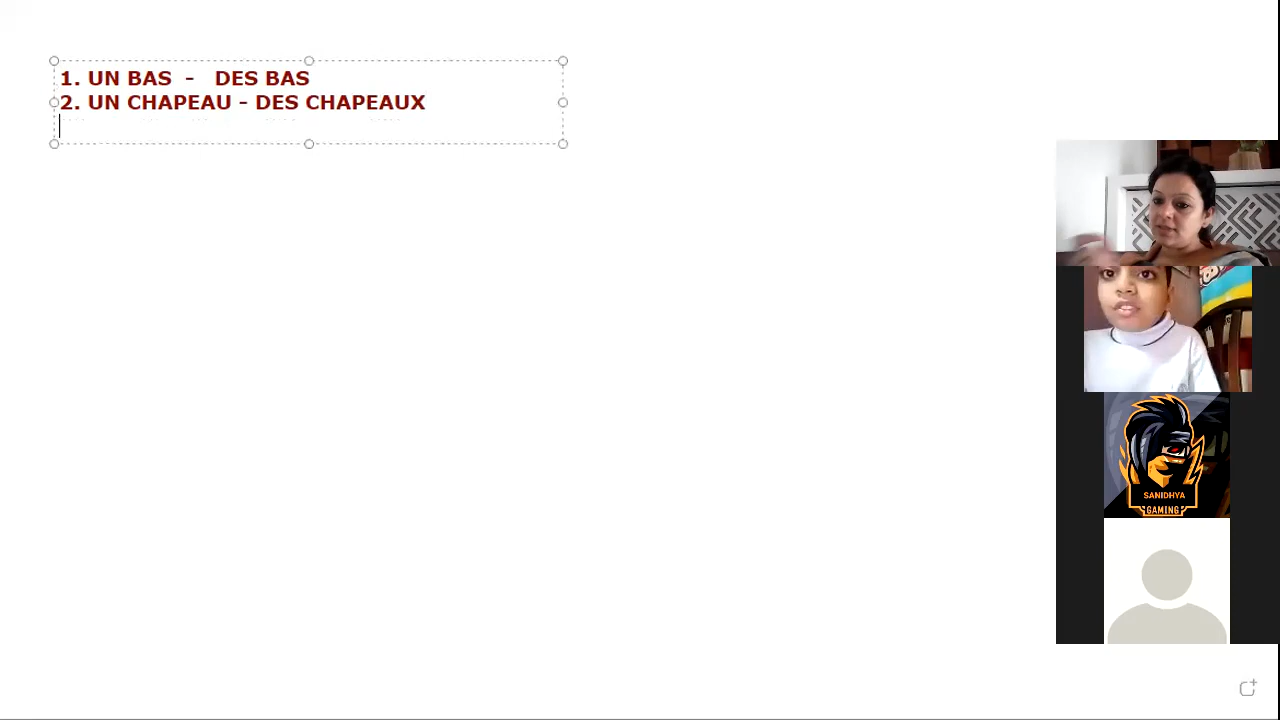 1. UN BAS - DES BAS
2. UN CHAPEAU - DES CHAPEAUX
SANIDHYA
GAMING